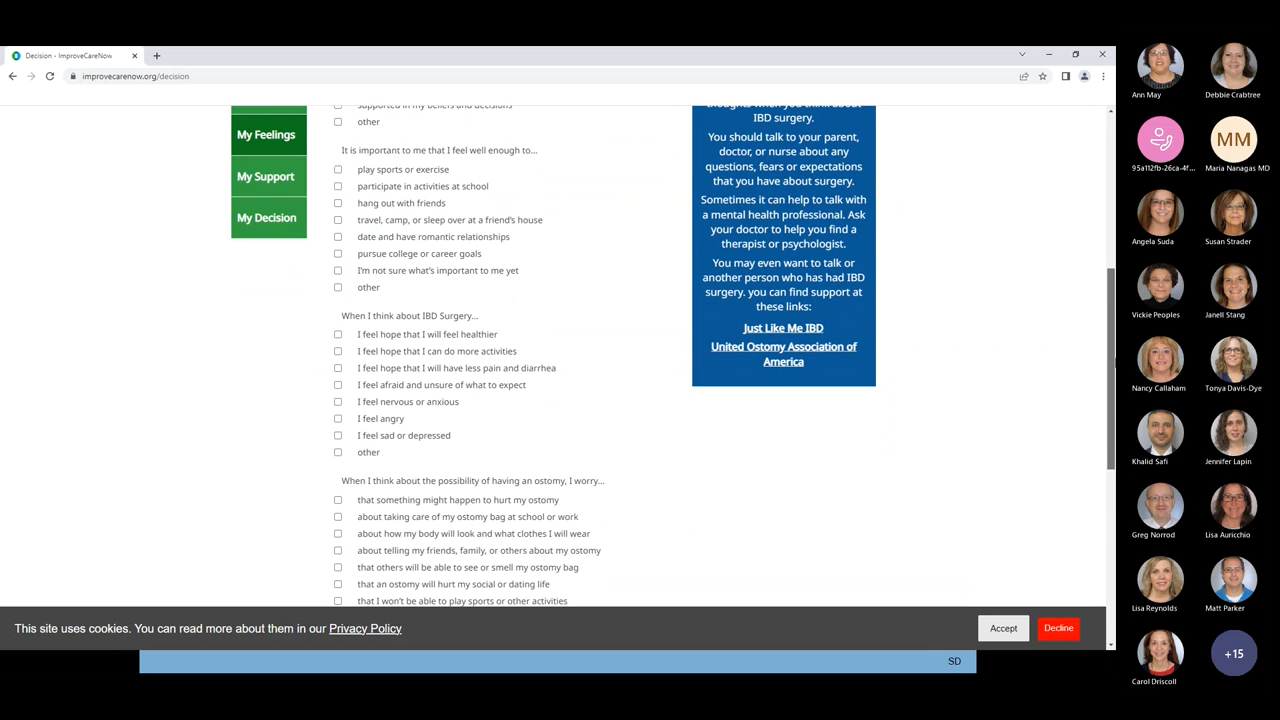 Decision - ImproveCareNow
improvecarenow.org/decision
My Feelings
My Support
My Decision
supported in my beliefs and decisions
other
It is important to me that I feel well enough to...
play sports or exercise
participate in activities at school
hang out with friends
travel, camp, or sleep over at a friend's house
date and have romantic relationships
pursue college or career goals
I'm not sure what's important to me yet
other
When I think about IBD Surgery...
I feel hope that I will feel healthier
I feel hope that I can do more activities
I feel hope that I will have less pain and diarrhea
I feel afraid and unsure of what to expect
I feel nervous or anxious
I feel angry
I feel sad or depressed
other
When I think about the possibility of having an ostomy, I worry...
that something might happen to hurt my ostomy
about taking care of my ostomy bag at school or work
about how my body will look and what clothes I will wear
about telling my friends, family, or others about my ostomy
that others will be able to see or smell my ostomy bag
that an ostomy will hurt my social or dating life
that I won't be able to play sports or other activities
thoughts when you think about
IBD surgery.
You should talk to your parent,
doctor, or nurse about any
questions, fears or expectations
that you have about surgery.
Sometimes it can help to talk with
a mental health professional. Ask
your doctor to help you find a
therapist or psychologist.
You may even want to talk or
another person who has had IBD
surgery. you can find support at
these links:
Just Like Me IBD
United Ostomy Association of
America
This site uses cookies. You can read more about them in our Privacy Policy
Accept
Decline
SD
Ann May
Debbie Crabtree
95a112fb-26ca-4f...
MM
Maria Nanagas MD
Angela Suda
Susan Strader
Vickie Peoples
Janell Stang
Nancy Callaham
Tonya Davis-Dye
Khalid Safi
Jennifer Lapin
Greg Norrod
Lisa Auricchio
Lisa Reynolds
Matt Parker
Carol Driscoll
+15